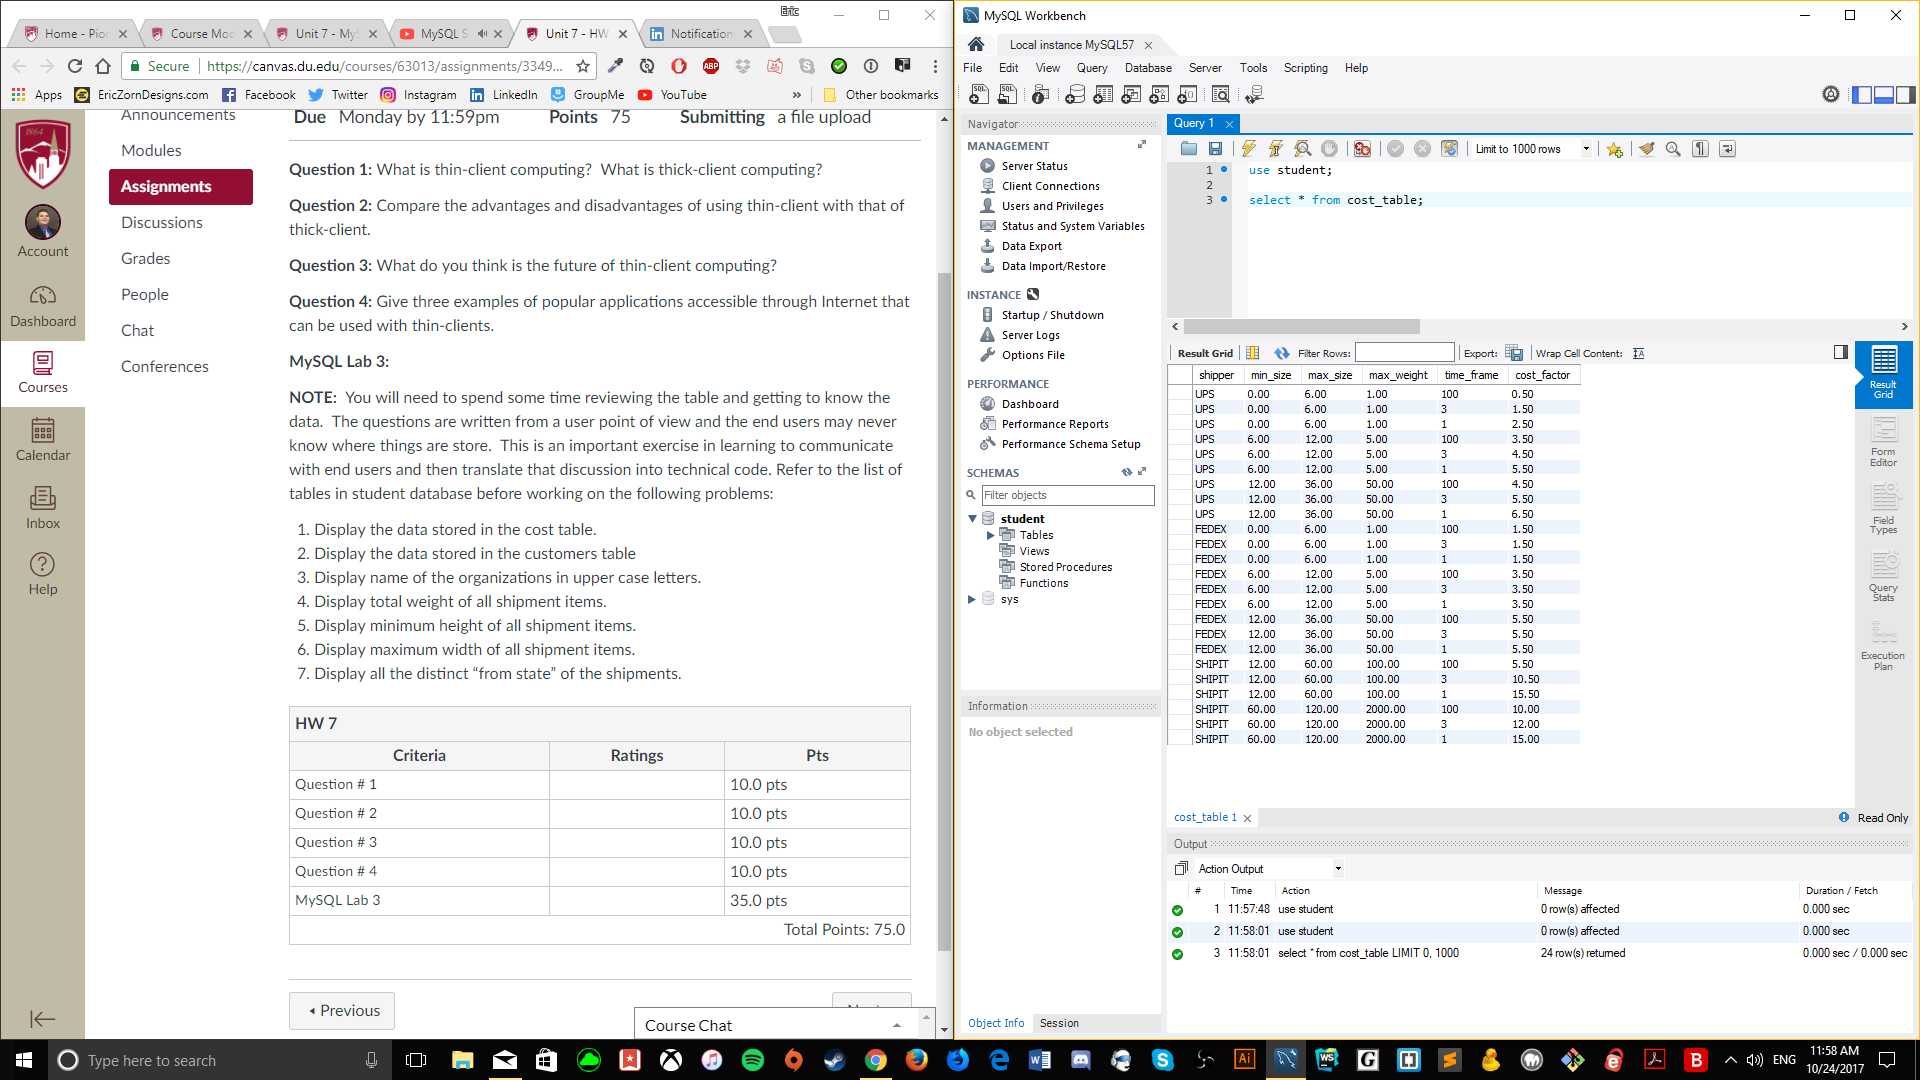 Eric
Home - Pior
Course Mod
Unit 7 - MyS
MySQL S
Unit 7 - HW
Notification
Secure
https://canvas.du.edu/courses/63013/assignments/3349...
Apps
EricZornDesigns.com
Facebook
Twitter
Instagram
LinkedIn
GroupMe
YouTube
»
Other bookmarks
1864
Account
Dashboard
Courses
Calendar
Inbox
Help
Announcements
Modules
Assignments
Discussions
Grades
People
Chat
Conferences
Due Monday by 11:59pm Points 75 Submitting a file upload
Question 1: What is thin-client computing? What is thick-client computing?
Question 2: Compare the advantages and disadvantages of using thin-client with that of
thick-client.
Question 3: What do you think is the future of thin-client computing?
Question 4: Give three examples of popular applications accessible through Internet that
can be used with thin-clients.
MySQL Lab 3:
NOTE: You will need to spend some time reviewing the table and getting to know the
data. The questions are written from a user point of view and the end users may never
know where things are store. This is an important exercise in learning to communicate
with end users and then translate that discussion into technical code. Refer to the list of
tables in student database before working on the following problems:
1. Display the data stored in the cost table.
2. Display the data stored in the customers table
3. Display name of the organizations in upper case letters.
4. Display total weight of all shipment items.
5. Display minimum height of all shipment items.
6. Display maximum width of all shipment items.
7. Display all the distinct “from state” of the shipments.
HW 7
Criteria Ratings Pts
Question # 1 10.0 pts
Question # 2 10.0 pts
Question # 3 10.0 pts
Question # 4 10.0 pts
MySQL Lab 3 35.0 pts
Total Points: 75.0
Previous
Course Chat
MySQL Workbench
Local instance MySQL57
File Edit View Query Database Server Tools Scripting Help
Navigator
MANAGEMENT
Server Status
Client Connections
Users and Privileges
Status and System Variables
Data Export
Data Import/Restore
INSTANCE
Startup / Shutdown
Server Logs
Options File
PERFORMANCE
Dashboard
Performance Reports
Performance Schema Setup
SCHEMAS
Filter objects
student
Tables
Views
Stored Procedures
Functions
sys
Information
No object selected
Object Info Session
Query 1
Limit to 1000 rows
1 use student;
2
3 select * from cost_table;
Result Grid Filter Rows: Export: Wrap Cell Content:
shipper min_size max_size max_weight time_frame cost_factor
UPS 0.00 6.00 1.00 100 0.50
UPS 0.00 6.00 1.00 3 1.50
UPS 0.00 6.00 1.00 1 2.50
UPS 6.00 12.00 5.00 100 3.50
UPS 6.00 12.00 5.00 3 4.50
UPS 6.00 12.00 5.00 1 5.50
UPS 12.00 36.00 50.00 100 4.50
UPS 12.00 36.00 50.00 3 5.50
UPS 12.00 36.00 50.00 1 6.50
FEDEX 0.00 6.00 1.00 100 1.50
FEDEX 0.00 6.00 1.00 3 1.50
FEDEX 0.00 6.00 1.00 1 1.50
FEDEX 6.00 12.00 5.00 100 3.50
FEDEX 6.00 12.00 5.00 3 3.50
FEDEX 6.00 12.00 5.00 1 3.50
FEDEX 12.00 36.00 50.00 100 5.50
FEDEX 12.00 36.00 50.00 3 5.50
FEDEX 12.00 36.00 50.00 1 5.50
SHIPIT 12.00 60.00 100.00 100 5.50
SHIPIT 12.00 60.00 100.00 3 10.50
SHIPIT 12.00 60.00 100.00 1 15.50
SHIPIT 60.00 120.00 2000.00 100 10.00
SHIPIT 60.00 120.00 2000.00 3 12.00
SHIPIT 60.00 120.00 2000.00 1 15.00
Result
Grid
Form
Editor
Field
Types
Query
Stats
Execution
Plan
cost_table 1
Read Only
Output
Action Output
# Time Action Message Duration / Fetch
1 11:57:48 use student 0 row(s) affected 0.000 sec
2 11:58:01 use student 0 row(s) affected 0.000 sec
3 11:58:01 select * from cost_table LIMIT 0, 1000 24 row(s) returned 0.000 sec / 0.000 sec
Type here to search
ENG
11:58 AM
10/24/2017